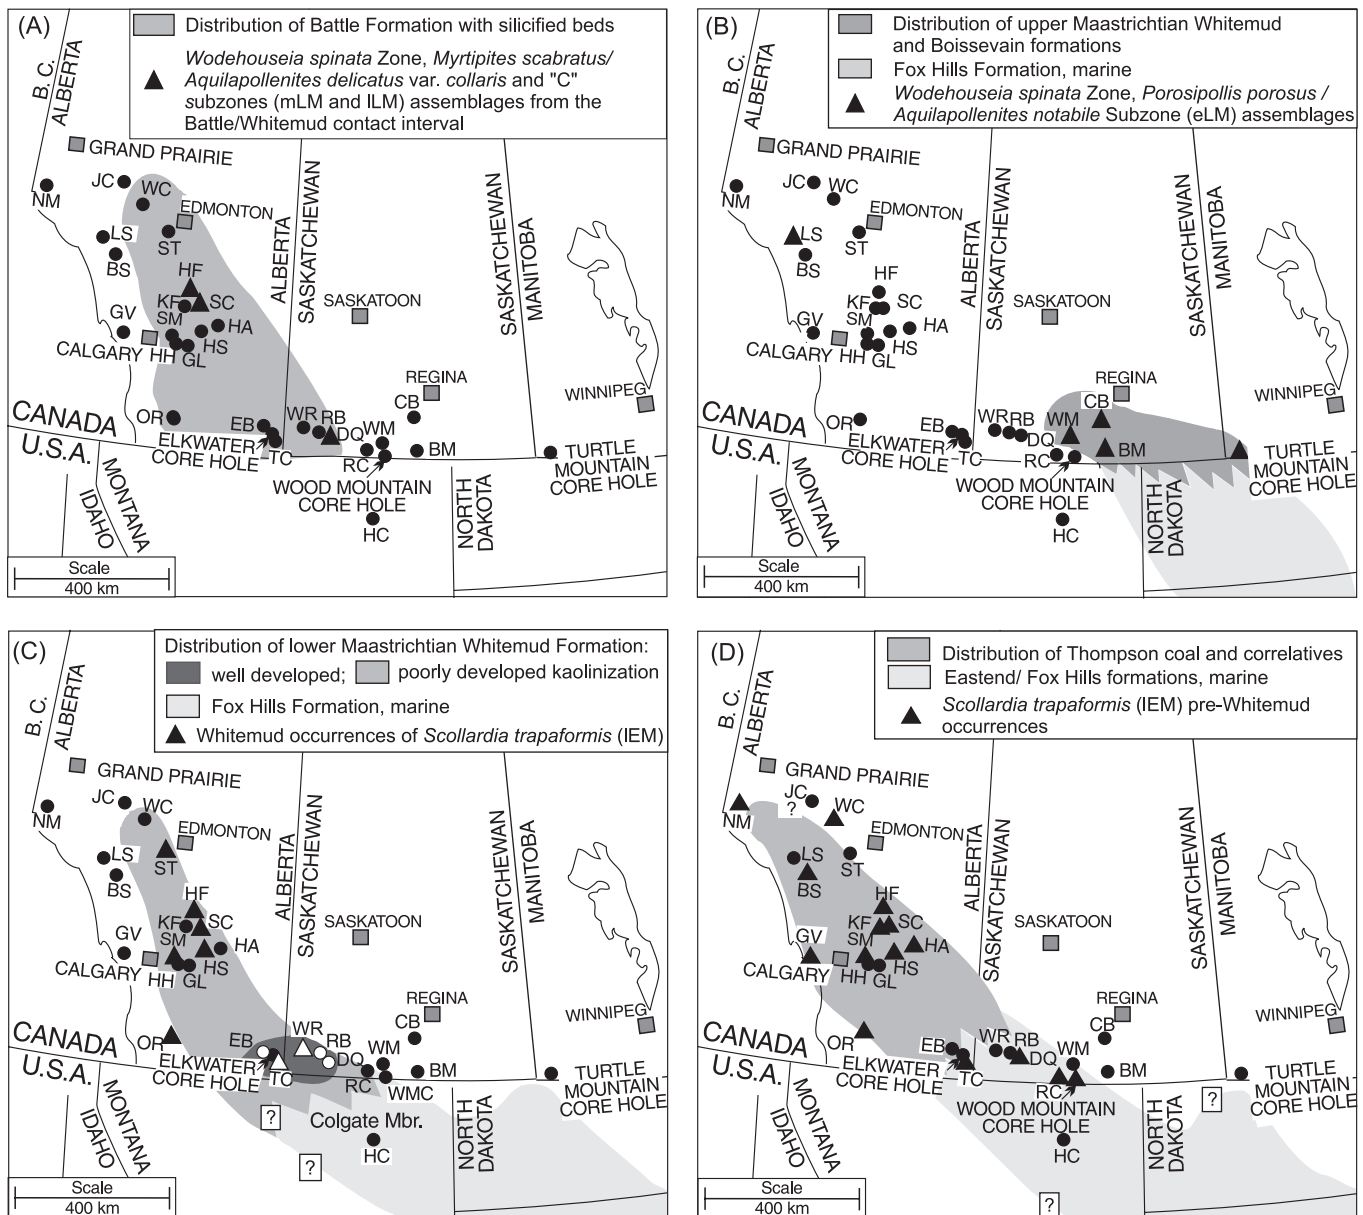 (A)
Distribution of Battle Formation with silicified beds
Wodehouseia spinata Zone, Myrtipites scabratus/
Aquilapollenites delicatus var. collaris and "C"
subzones (mLM and lLM) assemblages from the
Battle/Whitemud contact interval
B. C.
ALBERTA
GRAND PRAIRIE
JC
WC
NM
EDMONTON
LS
ST
BS
HF
KF
SC
SM
GV
HA
CALGARY
HH
GL
HS
ALBERTA
SASKATCHEWAN
SASKATOON
SASKATCHEWAN
MANITOBA
REGINA
WINNIPEG
CANADA
U.S.A.
OR
EB
WR
RB
CB
ELKWATER
CORE HOLE
TC
DQ
WM
RC
BM
TURTLE
MOUNTAIN
CORE HOLE
WOOD MOUNTAIN
CORE HOLE
HC
MONTANA
IDAHO
NORTH
DAKOTA
Scale
400 km
(B)
Distribution of upper Maastrichtian Whitemud
and Boissevain formations
Fox Hills Formation, marine
Wodehouseia spinata Zone, Porosipollis porosus /
Aquilapollenites notabile Subzone (eLM) assemblages
B. C.
ALBERTA
GRAND PRAIRIE
JC
WC
NM
EDMONTON
LS
ST
BS
HF
KF
SC
SM
GV
HA
CALGARY
HH
GL
HS
ALBERTA
SASKATCHEWAN
SASKATOON
SASKATCHEWAN
MANITOBA
REGINA
WINNIPEG
CANADA
U.S.A.
OR
EB
WR
RB
CB
ELKWATER
CORE HOLE
TC
DQ
WM
RC
BM
TURTLE
MOUNTAIN
CORE HOLE
WOOD MOUNTAIN
CORE HOLE
HC
MONTANA
IDAHO
NORTH
DAKOTA
Scale
400 km
(C)
Distribution of lower Maastrichtian Whitemud Formation:
well developed; poorly developed kaolinization
Fox Hills Formation, marine
Whitemud occurrences of Scollardia trapaformis (lEM)
B. C.
ALBERTA
GRAND PRAIRIE
JC
WC
NM
EDMONTON
LS
ST
BS
HF
KF
SC
SM
GV
HA
CALGARY
HH
GL
HS
ALBERTA
SASKATCHEWAN
SASKATOON
SASKATCHEWAN
MANITOBA
REGINA
WINNIPEG
CANADA
U.S.A.
OR
EB
WR
RB
CB
ELKWATER
CORE HOLE
TC
DQ
WM
RC
BM
WMC
TURTLE
MOUNTAIN
CORE HOLE
?
Colgate Mbr.
HC
?
MONTANA
IDAHO
NORTH
DAKOTA
Scale
400 km
(D)
Distribution of Thompson coal and correlatives
Eastend/ Fox Hills formations, marine
Scollardia trapaformis (lEM) pre-Whitemud
occurrences
B. C.
ALBERTA
GRAND PRAIRIE
JC
?
WC
NM
EDMONTON
LS
ST
BS
HF
KF
SC
SM
GV
HA
CALGARY
HH
GL
HS
ALBERTA
SASKATCHEWAN
SASKATOON
SASKATCHEWAN
MANITOBA
REGINA
WINNIPEG
CANADA
U.S.A.
OR
EB
WR
RB
CB
ELKWATER
CORE HOLE
TC
DQ
WM
RC
BM
?
TURTLE
MOUNTAIN
CORE HOLE
WOOD MOUNTAIN
CORE HOLE
HC
?
MONTANA
IDAHO
NORTH
DAKOTA
Scale
400 km